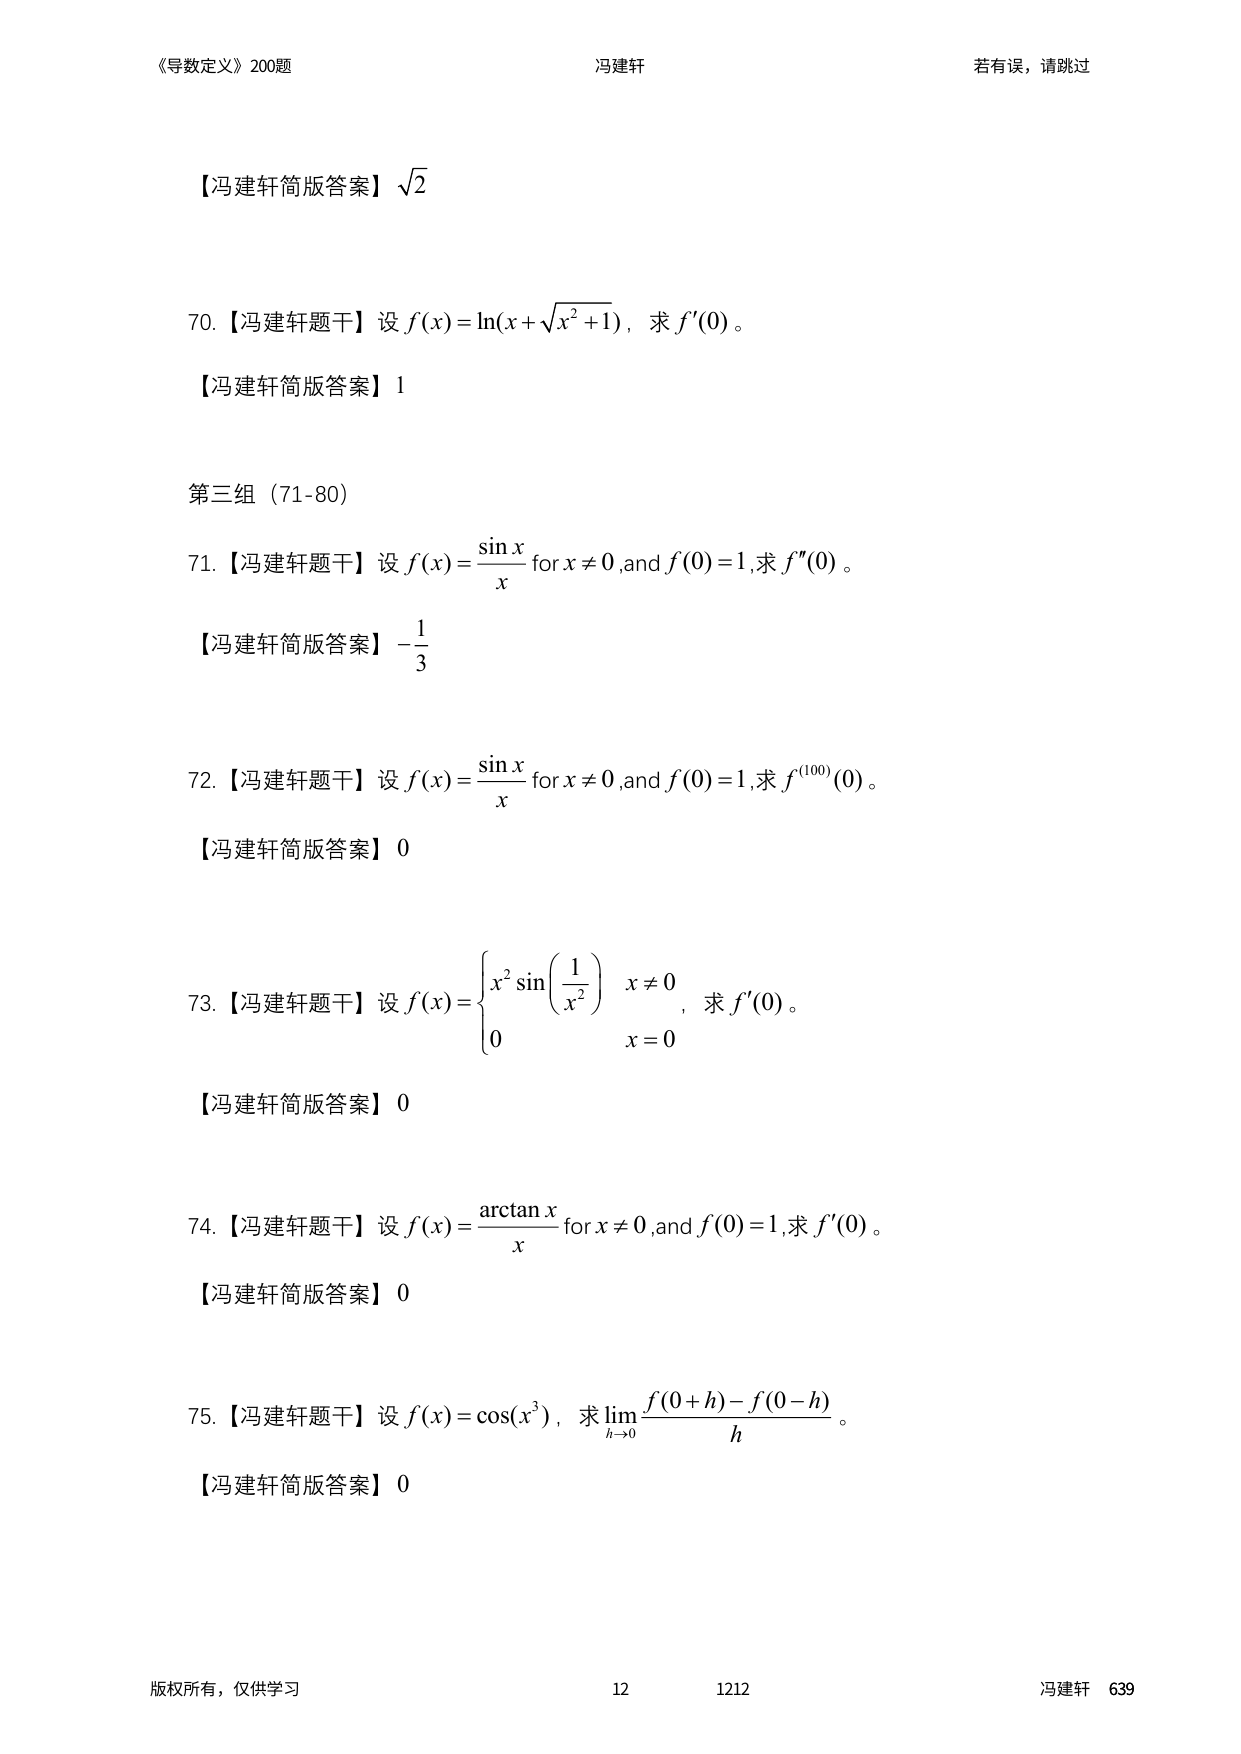 《导数定义》200题 冯建轩 若有误，请跳过
【冯建轩简版答案】√2
70.【冯建轩题干】设 f(x) = ln(x + √(x² + 1))，求 f′(0)。
【冯建轩简版答案】1
第三组（71-80）
71.【冯建轩题干】设 f(x) = sin x / x for x ≠ 0 ,and f(0) = 1 ,求 f″(0) 。
【冯建轩简版答案】−1/3
72.【冯建轩题干】设 f(x) = sin x / x for x ≠ 0 ,and f(0) = 1 ,求 f⁽¹⁰⁰⁾(0) 。
【冯建轩简版答案】0
73.【冯建轩题干】设 f(x) = { x² sin(1/x²) x ≠ 0
0 x = 0 ，求 f′(0) 。
【冯建轩简版答案】0
74.【冯建轩题干】设 f(x) = arctan x / x for x ≠ 0 ,and f(0) = 1 ,求 f′(0) 。
【冯建轩简版答案】0
75.【冯建轩题干】设 f(x) = cos(x³)，求 lim h→0 (f(0 + h) − f(0 − h)) / h 。
【冯建轩简版答案】0
版权所有，仅供学习 12 1212 冯建轩 639